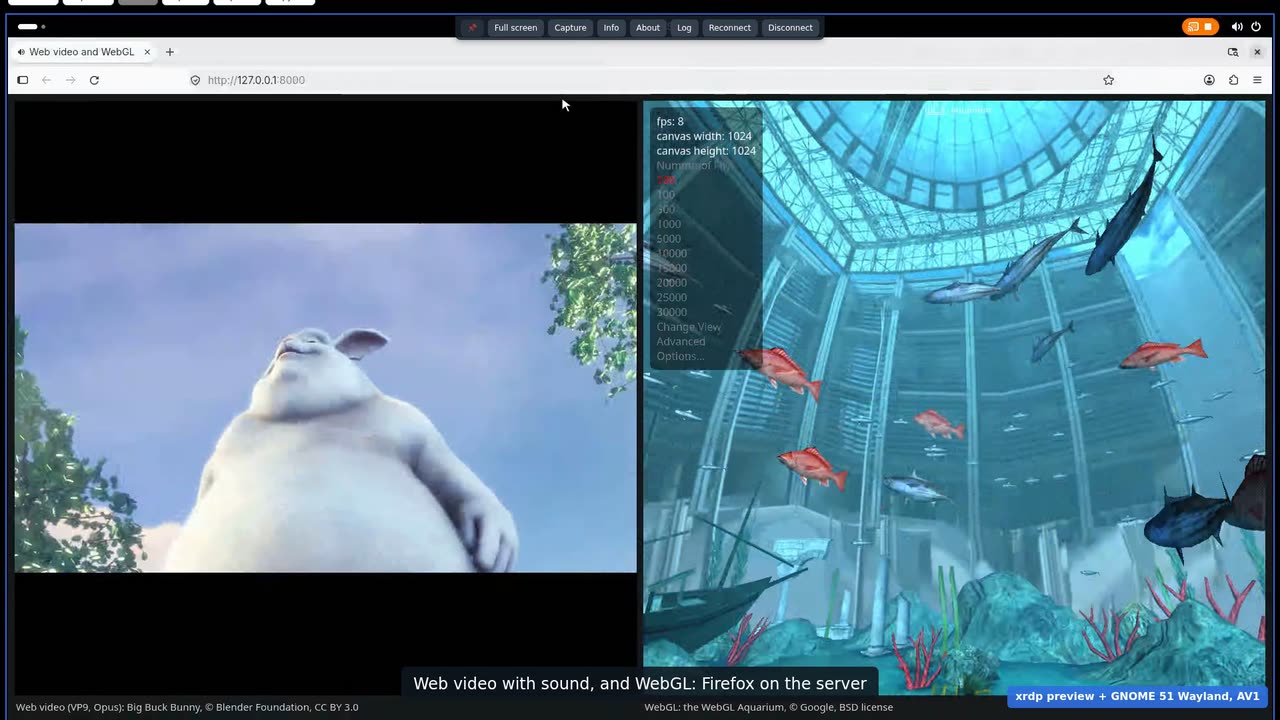 Full screen
Capture
Info
About
Log
Reconnect
Disconnect
Web video and WebGL
http://127.0.0.1:8000
fps: 8
canvas width: 1024
canvas height: 1024
Number of
100
1000
5000
10000
15000
20000
25000
30000
Change View
Advanced
Options...
Web video with sound, and WebGL: Firefox on the server
xrdp preview + GNOME 51 Wayland, AV1
Web video (VP9, Opus): Big Buck Bunny, © Blender Foundation, CC BY 3.0
WebGL: the WebGL Aquarium, © Google, BSD license